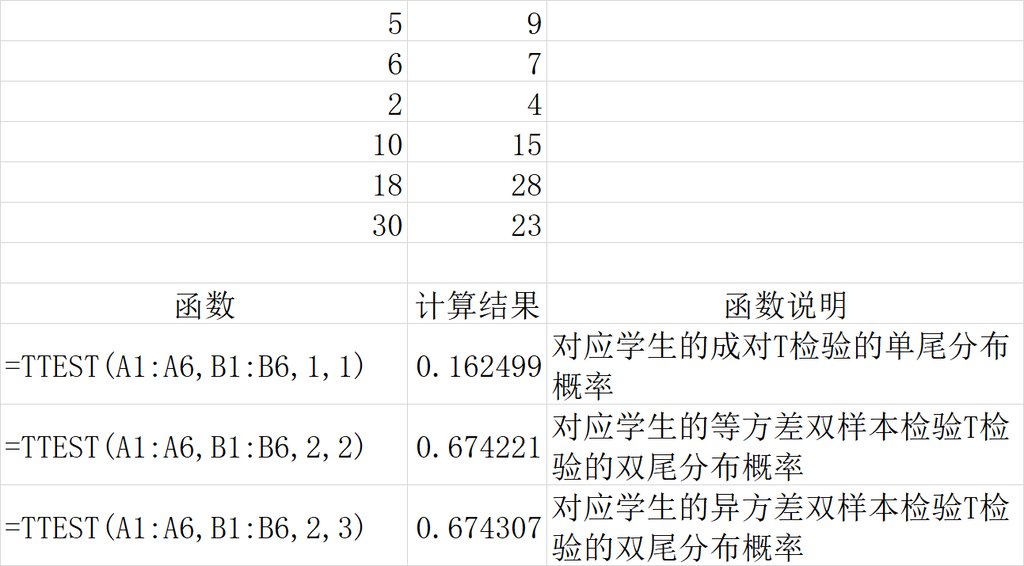 5 9
6 7
2 4
10 15
18 28
30 23
函数 计算结果 函数说明
=TTEST(A1:A6,B1:B6,1,1) 0.162499 对应学生的成对T检验的单尾分布
概率
=TTEST(A1:A6,B1:B6,2,2) 0.674221 对应学生的等方差双样本检验T检
验的双尾分布概率
=TTEST(A1:A6,B1:B6,2,3) 0.674307 对应学生的异方差双样本检验T检
验的双尾分布概率